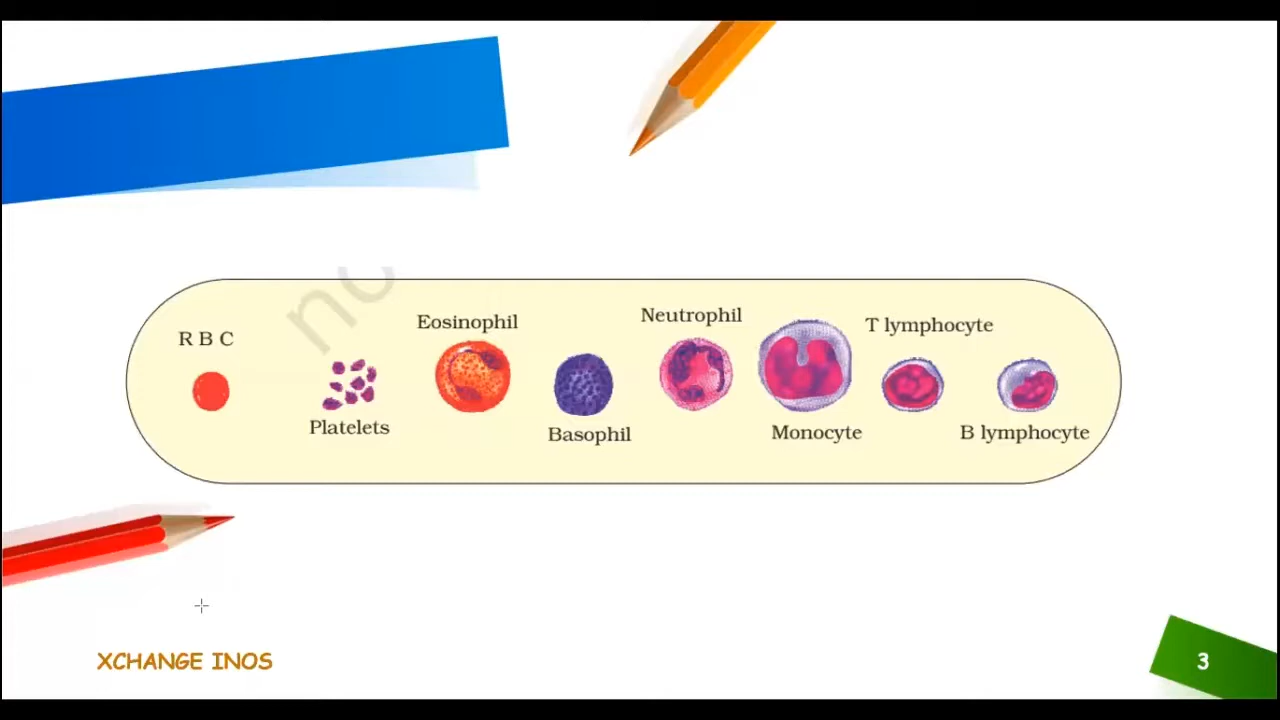 Eosinophil
Neutrophil
T lymphocyte
R B C
Platelets
Basophil
Monocyte
B lymphocyte
XCHANGE INOS
3